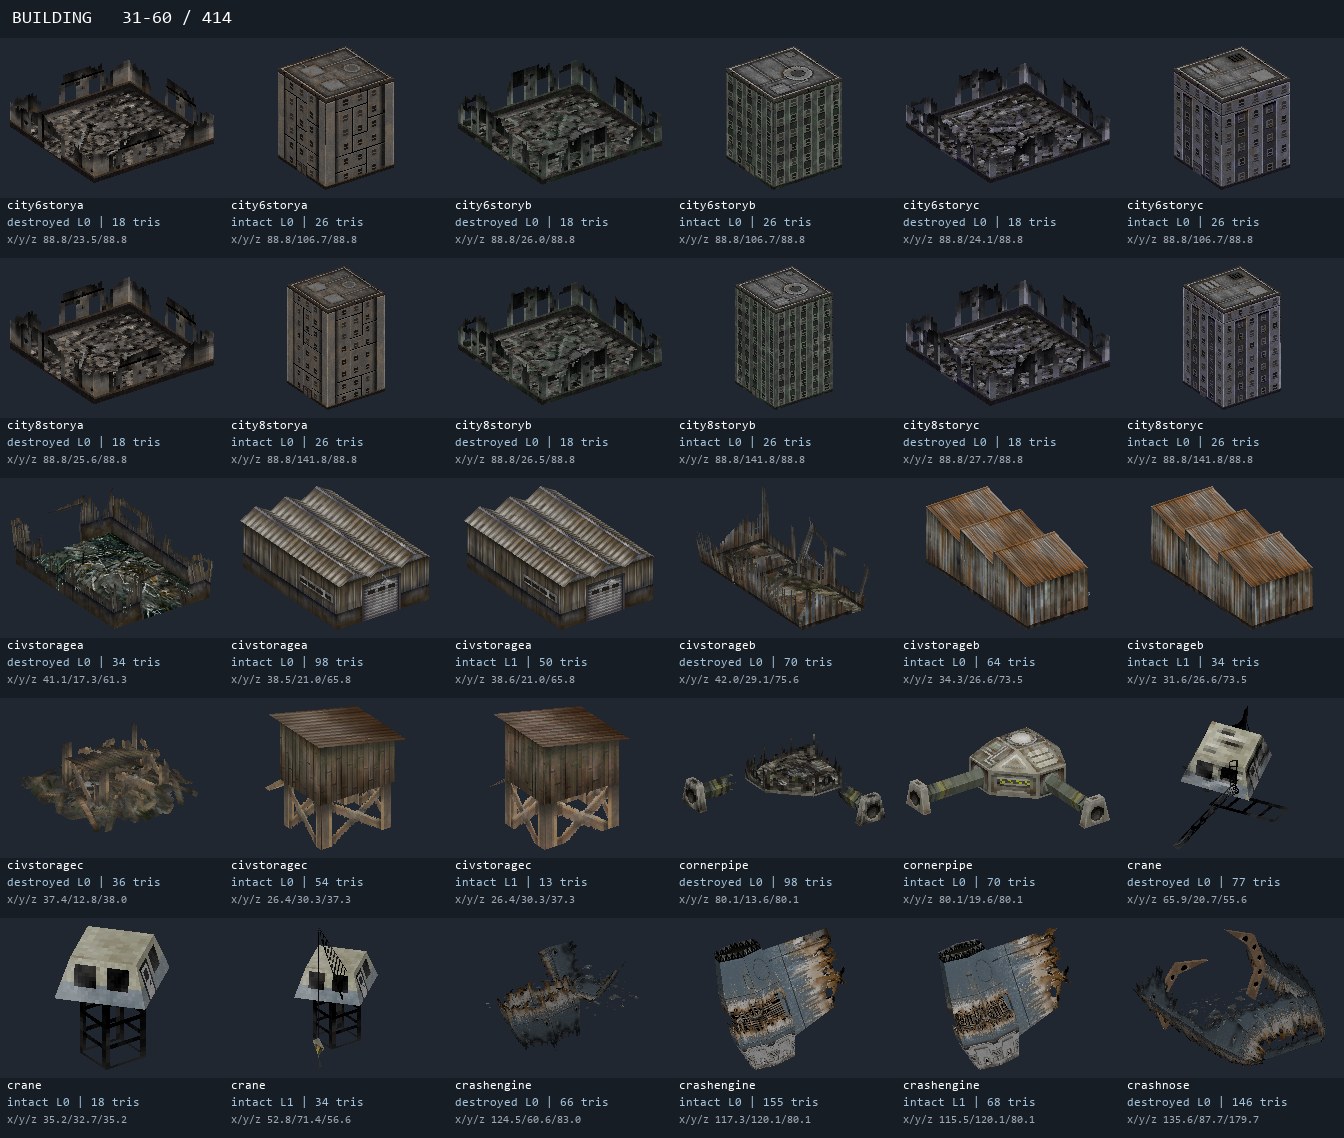 BUILDING 31-60 / 414
city6storya city6storya city6storyb city6storyb city6storyc city6storyc
destroyed L0 | 18 tris intact L0 | 26 tris destroyed L0 | 18 tris intact L0 | 26 tris destroyed L0 | 18 tris intact L0 | 26 tris
x/y/z 88.8/23.5/88.8 x/y/z 88.8/106.7/88.8 x/y/z 88.8/26.0/88.8 x/y/z 88.8/106.7/88.8 x/y/z 88.8/24.1/88.8 x/y/z 88.8/106.7/88.8
city8storya city8storya city8storyb city8storyb city8storyc city8storyc
destroyed L0 | 18 tris intact L0 | 26 tris destroyed L0 | 18 tris intact L0 | 26 tris destroyed L0 | 18 tris intact L0 | 26 tris
x/y/z 88.8/25.6/88.8 x/y/z 88.8/141.8/88.8 x/y/z 88.8/26.5/88.8 x/y/z 88.8/141.8/88.8 x/y/z 88.8/27.7/88.8 x/y/z 88.8/141.8/88.8
civstoragea civstoragea civstoragea civstorageb civstorageb civstorageb
destroyed L0 | 34 tris intact L0 | 98 tris intact L1 | 50 tris destroyed L0 | 70 tris intact L0 | 64 tris intact L1 | 34 tris
x/y/z 41.1/17.3/61.3 x/y/z 38.5/21.0/65.8 x/y/z 38.6/21.0/65.8 x/y/z 42.0/29.1/75.6 x/y/z 34.3/26.6/73.5 x/y/z 31.6/26.6/73.5
civstoragec civstoragec civstoragec cornerpipe cornerpipe crane
destroyed L0 | 36 tris intact L0 | 54 tris intact L1 | 13 tris destroyed L0 | 98 tris intact L0 | 70 tris destroyed L0 | 77 tris
x/y/z 37.4/12.8/38.0 x/y/z 26.4/30.3/37.3 x/y/z 26.4/30.3/37.3 x/y/z 80.1/13.6/80.1 x/y/z 80.1/19.6/80.1 x/y/z 65.9/20.7/55.6
crane crane crashengine crashengine crashengine crashnose
intact L0 | 18 tris intact L1 | 34 tris destroyed L0 | 66 tris intact L0 | 155 tris intact L1 | 68 tris destroyed L0 | 146 tris
x/y/z 35.2/32.7/35.2 x/y/z 52.8/71.4/56.6 x/y/z 124.5/60.6/83.0 x/y/z 117.3/120.1/80.1 x/y/z 115.5/120.1/80.1 x/y/z 135.6/87.7/179.7